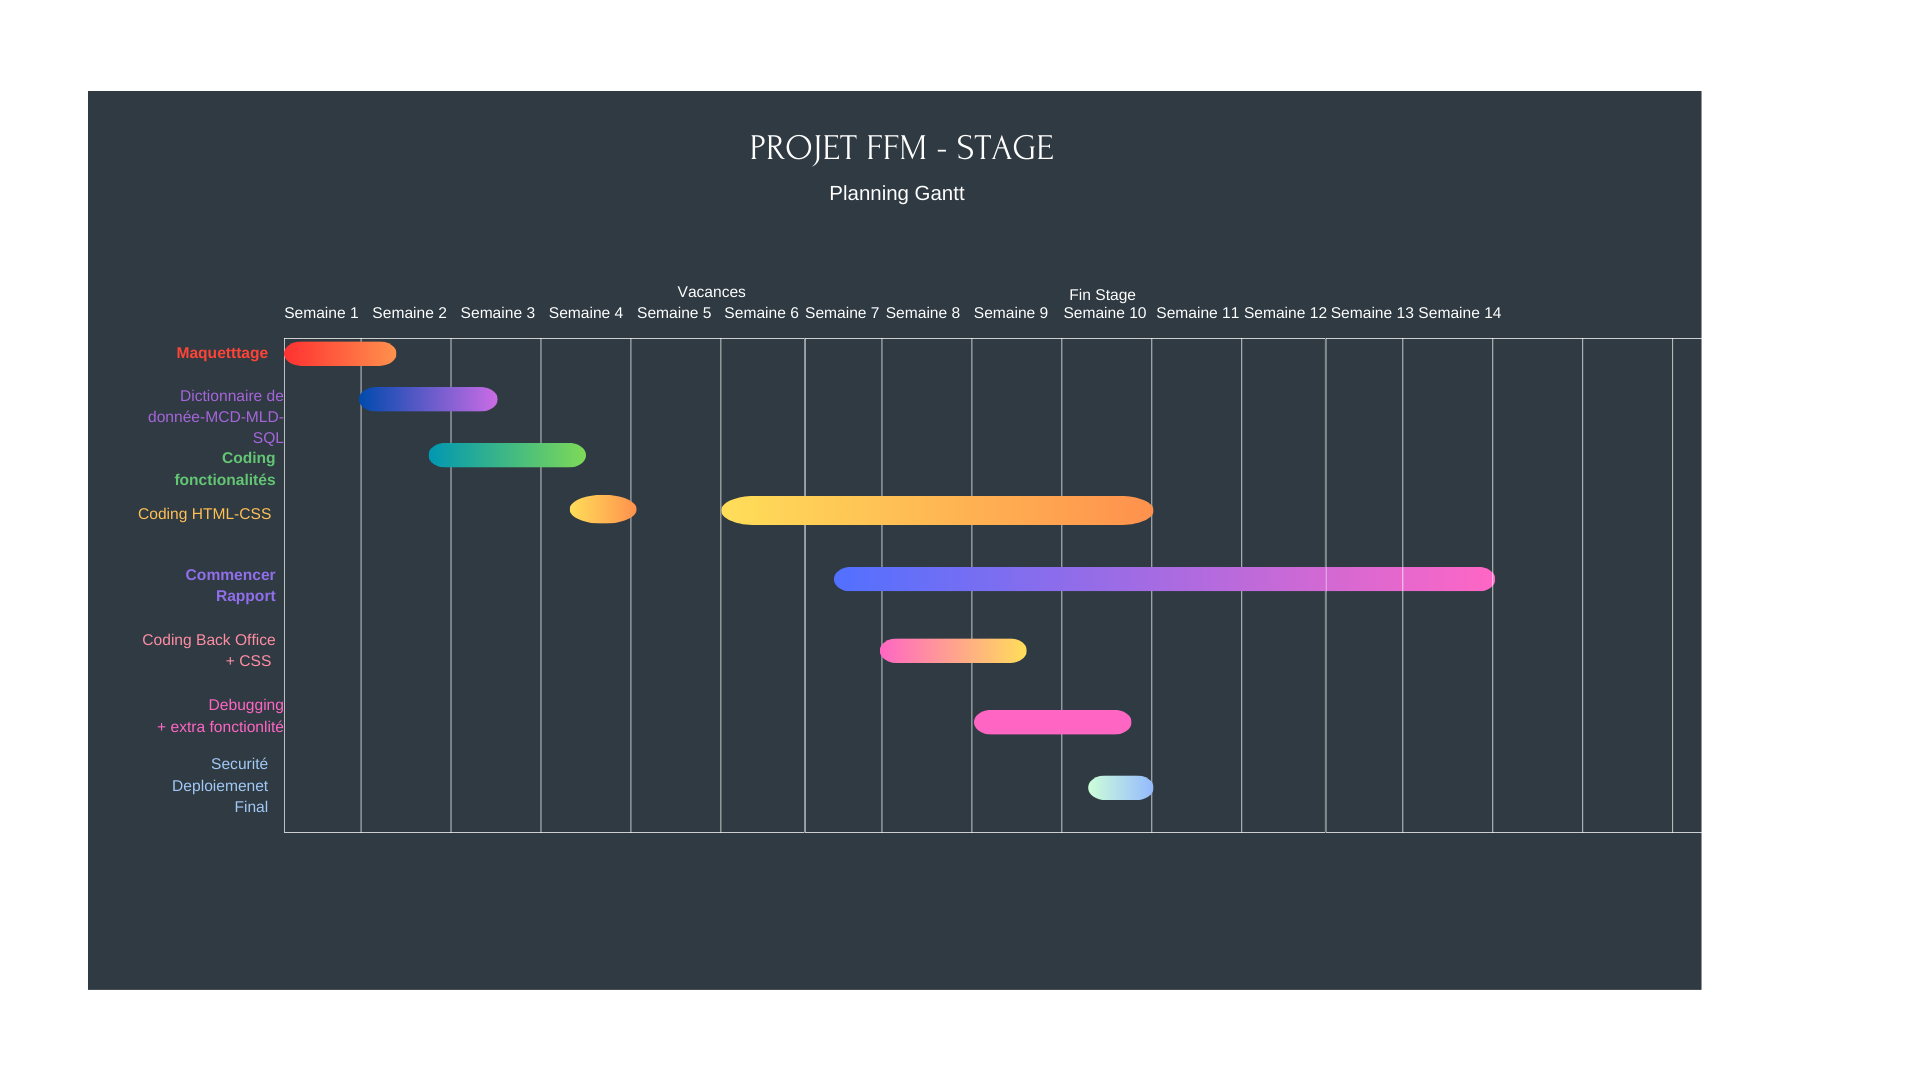 PROJET FFM - STAGE
Planning Gantt
Vacances
Fin Stage
Semaine 1 Semaine 2 Semaine 3 Semaine 4 Semaine 5 Semaine 6 Semaine 7 Semaine 8 Semaine 9 Semaine 10 Semaine 11 Semaine 12 Semaine 13 Semaine 14
Maquetttage
Dictionnaire de
donnée-MCD-MLD-
SQL
Coding
fonctionalités
Coding HTML-CSS
Commencer
Rapport
Coding Back Office
+ CSS
Debugging
+ extra fonctionlité
Securité
Deploiemenet
Final